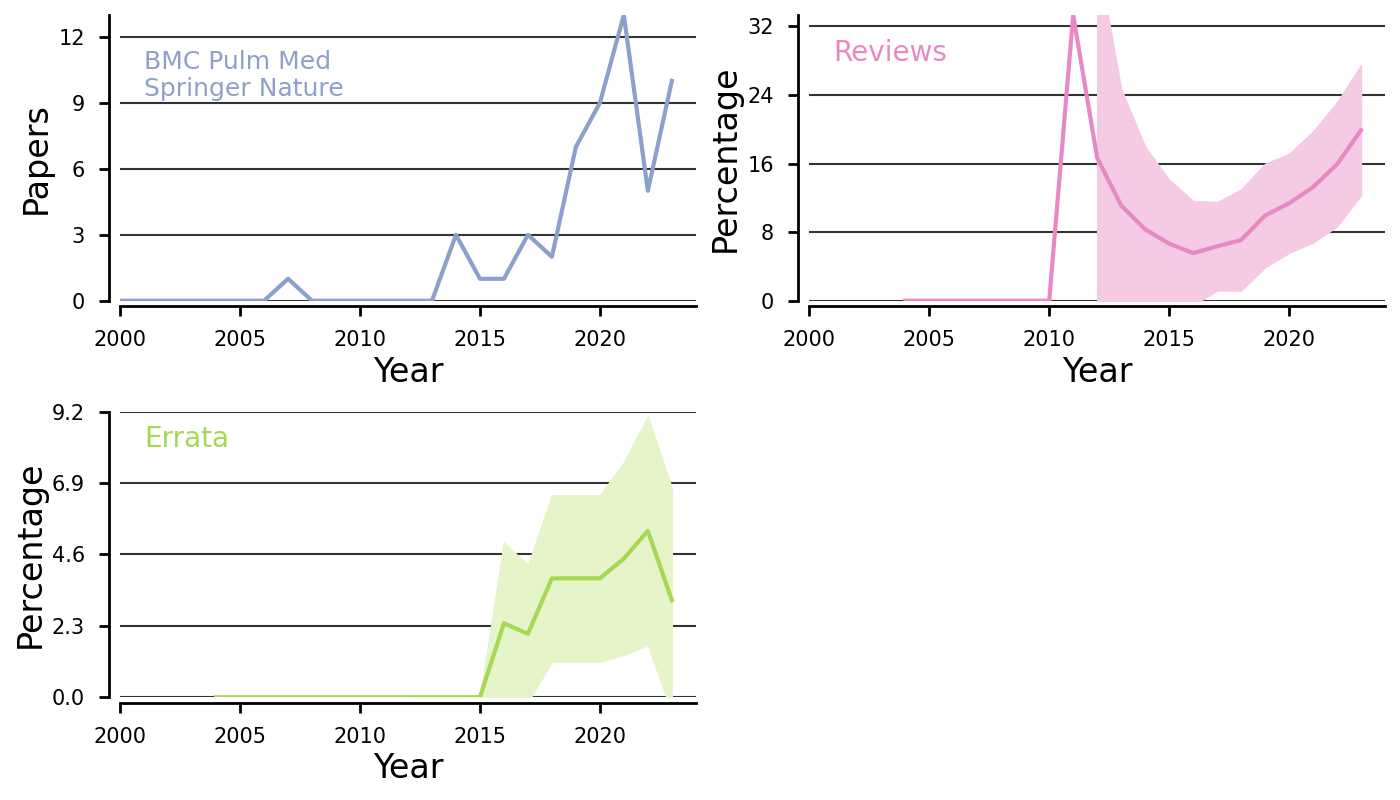 Papers
12
9
6
3
0
BMC Pulm Med
Springer Nature
2000 2005 2010 2015 2020
Year
Percentage
32
24
16
8
0
Reviews
2000 2005 2010 2015 2020
Year
Percentage
9.2
6.9
4.6
2.3
0.0
Errata
2000 2005 2010 2015 2020
Year